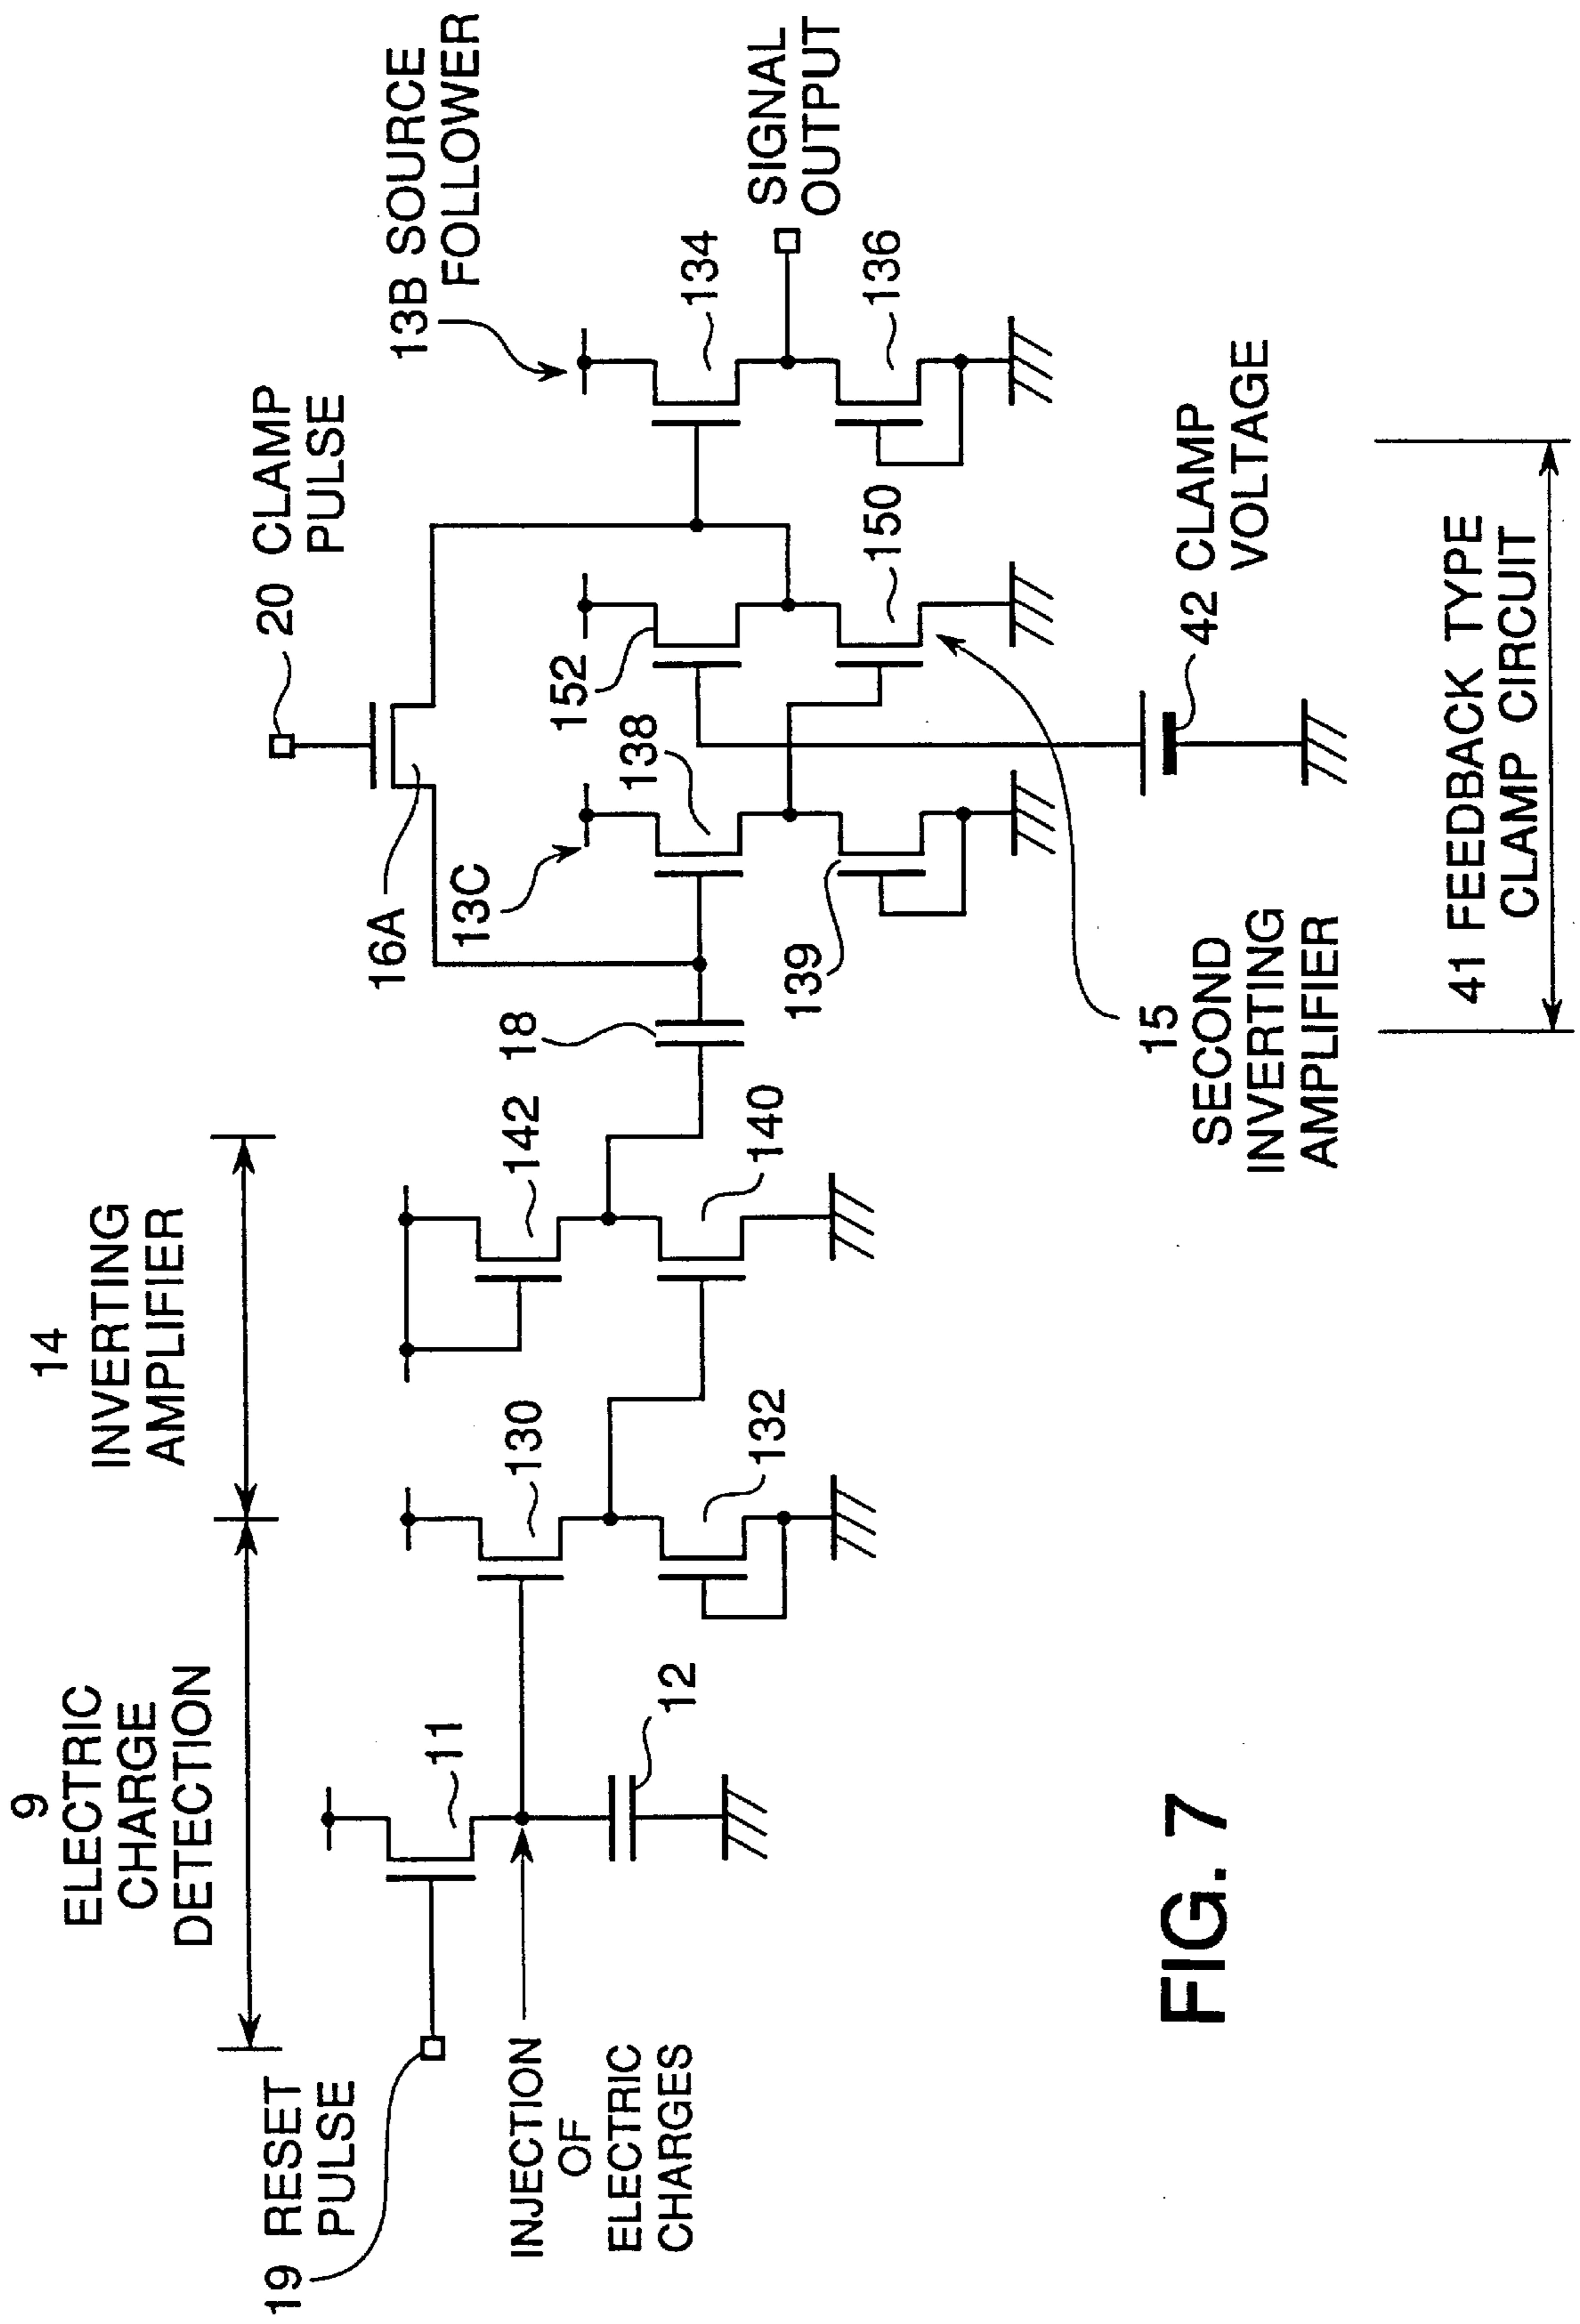 9
ELECTRIC
CHARGE
DETECTION
14
INVERTING
AMPLIFIER
19 RESET
PULSE
INJECTION
OF
ELECTRIC
CHARGES
11
12
130
132
142
140
18
16A
20 CLAMP
PULSE
13C
138
139
152
150
13B SOURCE
FOLLOWER
134
136
SIGNAL
OUTPUT
15
SECOND
INVERTING
AMPLIFIER
42 CLAMP
VOLTAGE
41 FEEDBACK TYPE
CLAMP CIRCUIT
FIG. 7